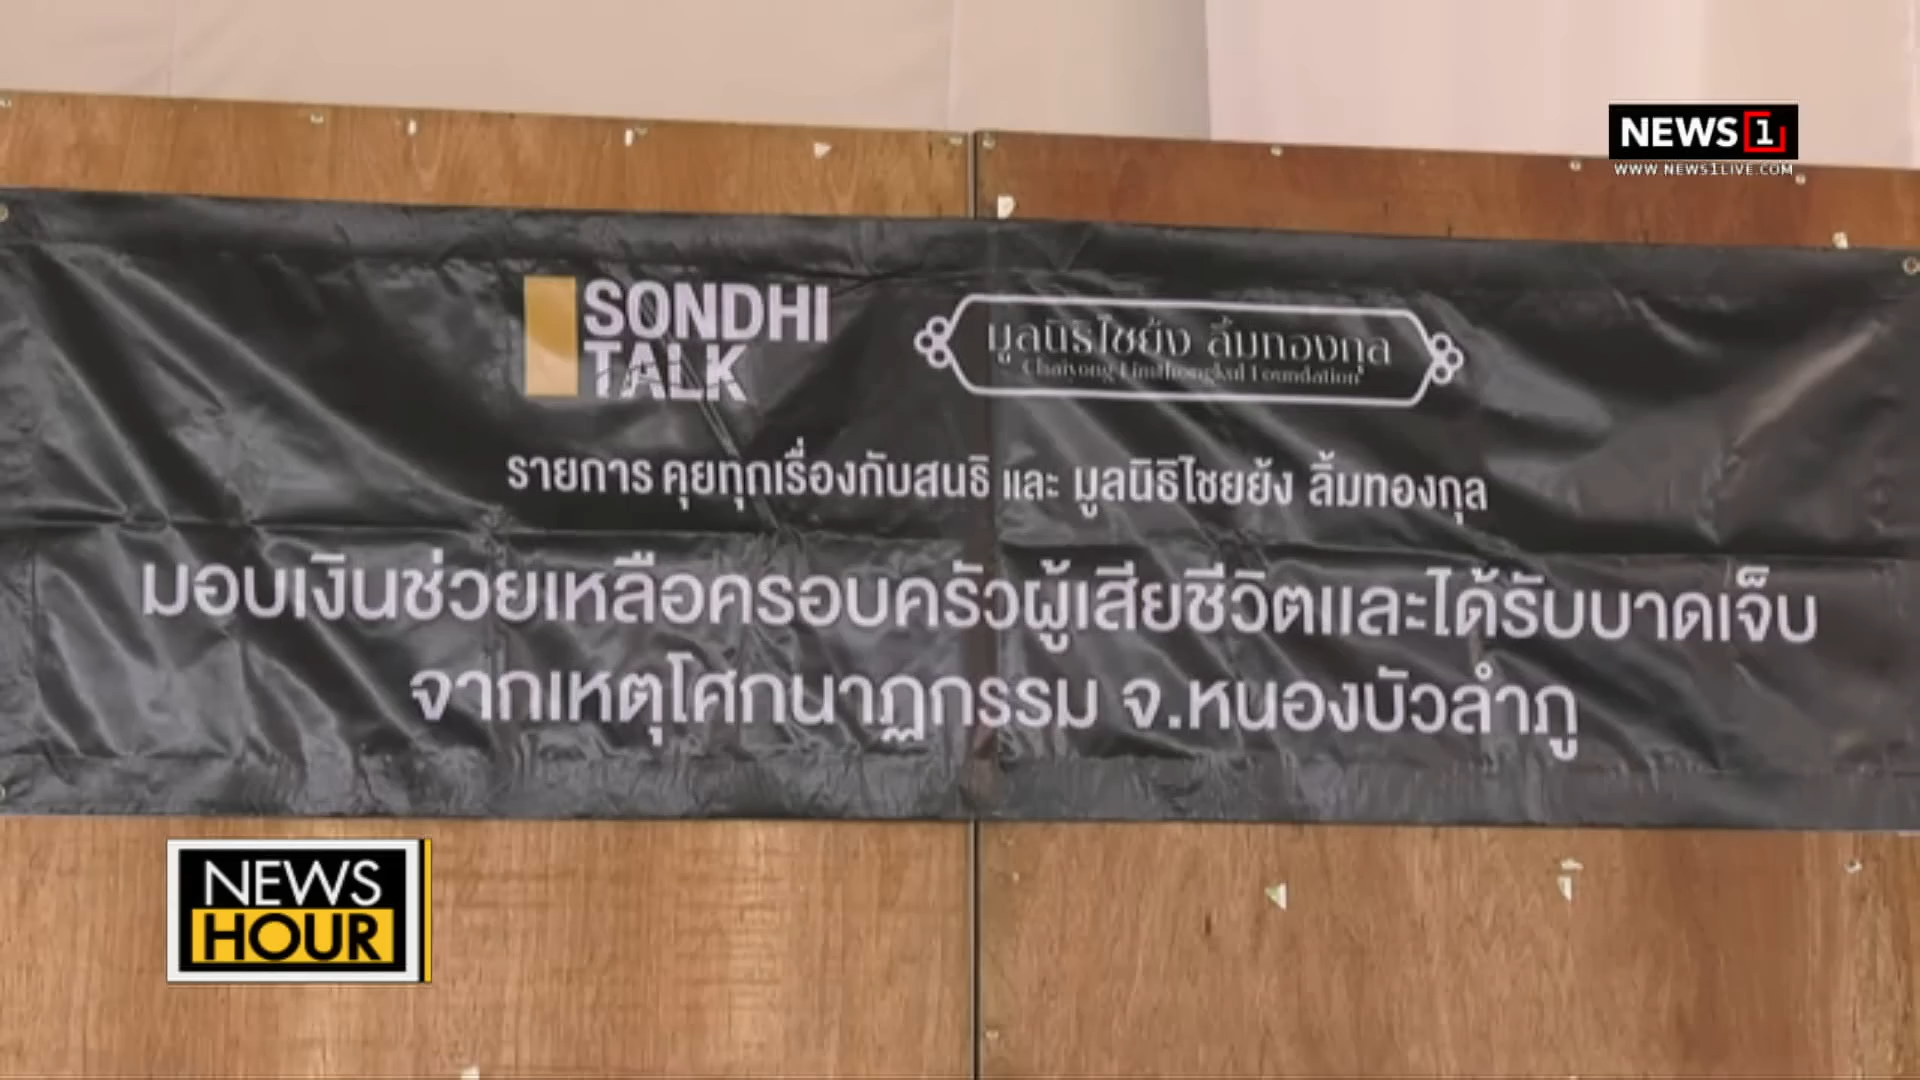 NEWS 1
WWW.NEWS1LIVE.COM
SONDHI
TALK
มูลนิธิไชยย้ง ลิ้มทองกุล
Chaiyong Limthongkul Foundation
รายการ คุยทุกเรื่องกับสนธิ และ มูลนิธิไชยย้ง ลิ้มทองกุล
มอบเงินช่วยเหลือครอบครัวผู้เสียชีวิตและได้รับบาดเจ็บ
จากเหตุโศกนาฏกรรม จ.หนองบัวลำภู
NEWS
HOUR